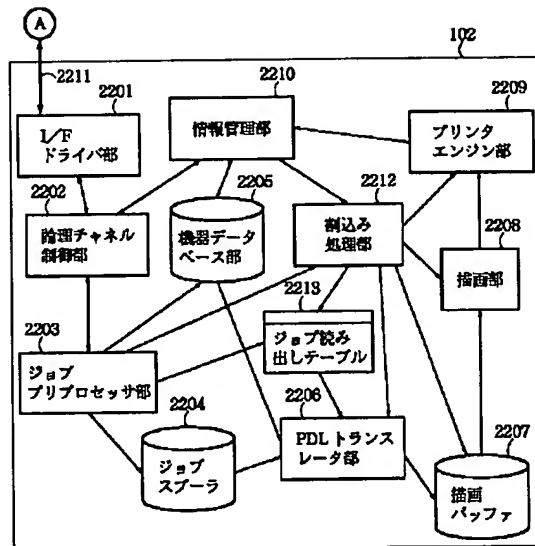 A
102
2211
2201
2210
2209
I/F
ドライバ部
情報管理部
プリンタ
エンジン部
2202
2205
2212
2208
論理チャネル
制御部
機器データ
ベース部
割込み
処理部
描画部
2213
2203
ジョブ読み
出しテーブル
ジョブ
プリプロセッサ部
2204
2206
2207
ジョブ
スプーラ
PDLトランス
レータ部
描画
バッファ